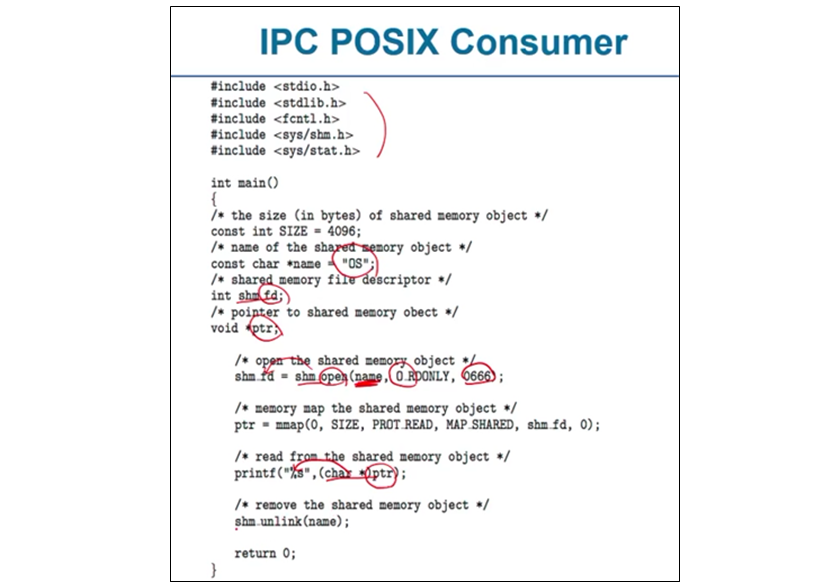 IPC POSIX Consumer
#include <stdio.h>
#include <stdlib.h>
#include <fcntl.h>
#include <sys/shm.h>
#include <sys/stat.h>
int main()
{
/* the size (in bytes) of shared memory object */
const int SIZE = 4096;
/* name of the shared memory object */
const char *name = "OS";
/* shared memory file descriptor */
int shm_fd;
/* pointer to shared memory obect */
void *ptr;
/* open the shared memory object */
shm_fd = shm_open(name, O_RDONLY, 0666);
/* memory map the shared memory object */
ptr = mmap(0, SIZE, PROT_READ, MAP_SHARED, shm_fd, 0);
/* read from the shared memory object */
printf("%s",(char *)ptr);
/* remove the shared memory object */
shm_unlink(name);
return 0;
}